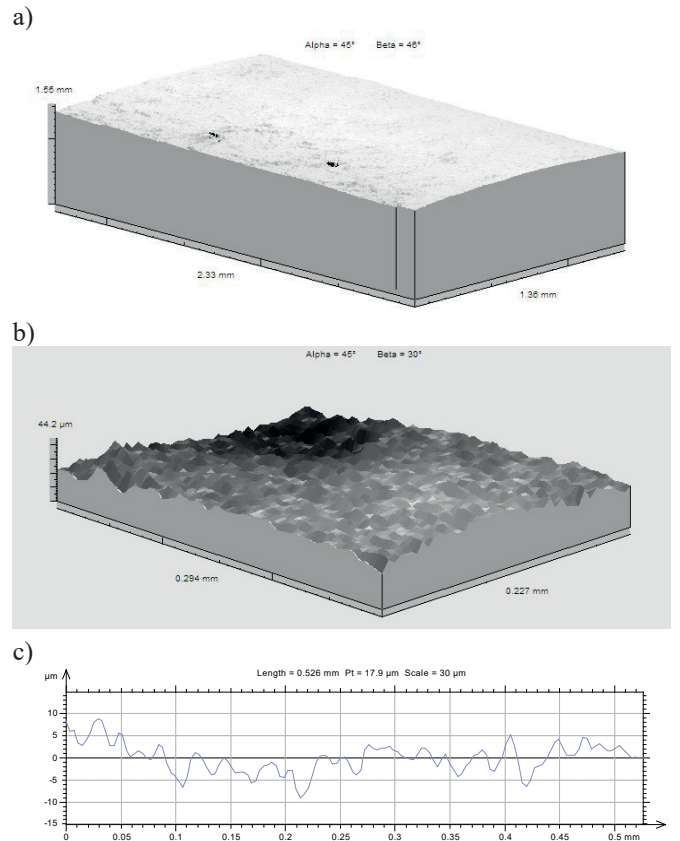 a)
Alpha = 45° Beta = 46°
1.55 mm
2.33 mm
1.36 mm
b)
Alpha = 45° Beta = 30°
44.2 µm
0.294 mm
0.227 mm
c)
µm Length = 0.526 mm Pt = 17.9 µm Scale = 30 µm
10
5
0
-5
-10
-15
0 0.05 0.1 0.15 0.2 0.25 0.3 0.35 0.4 0.45 0.5 mm